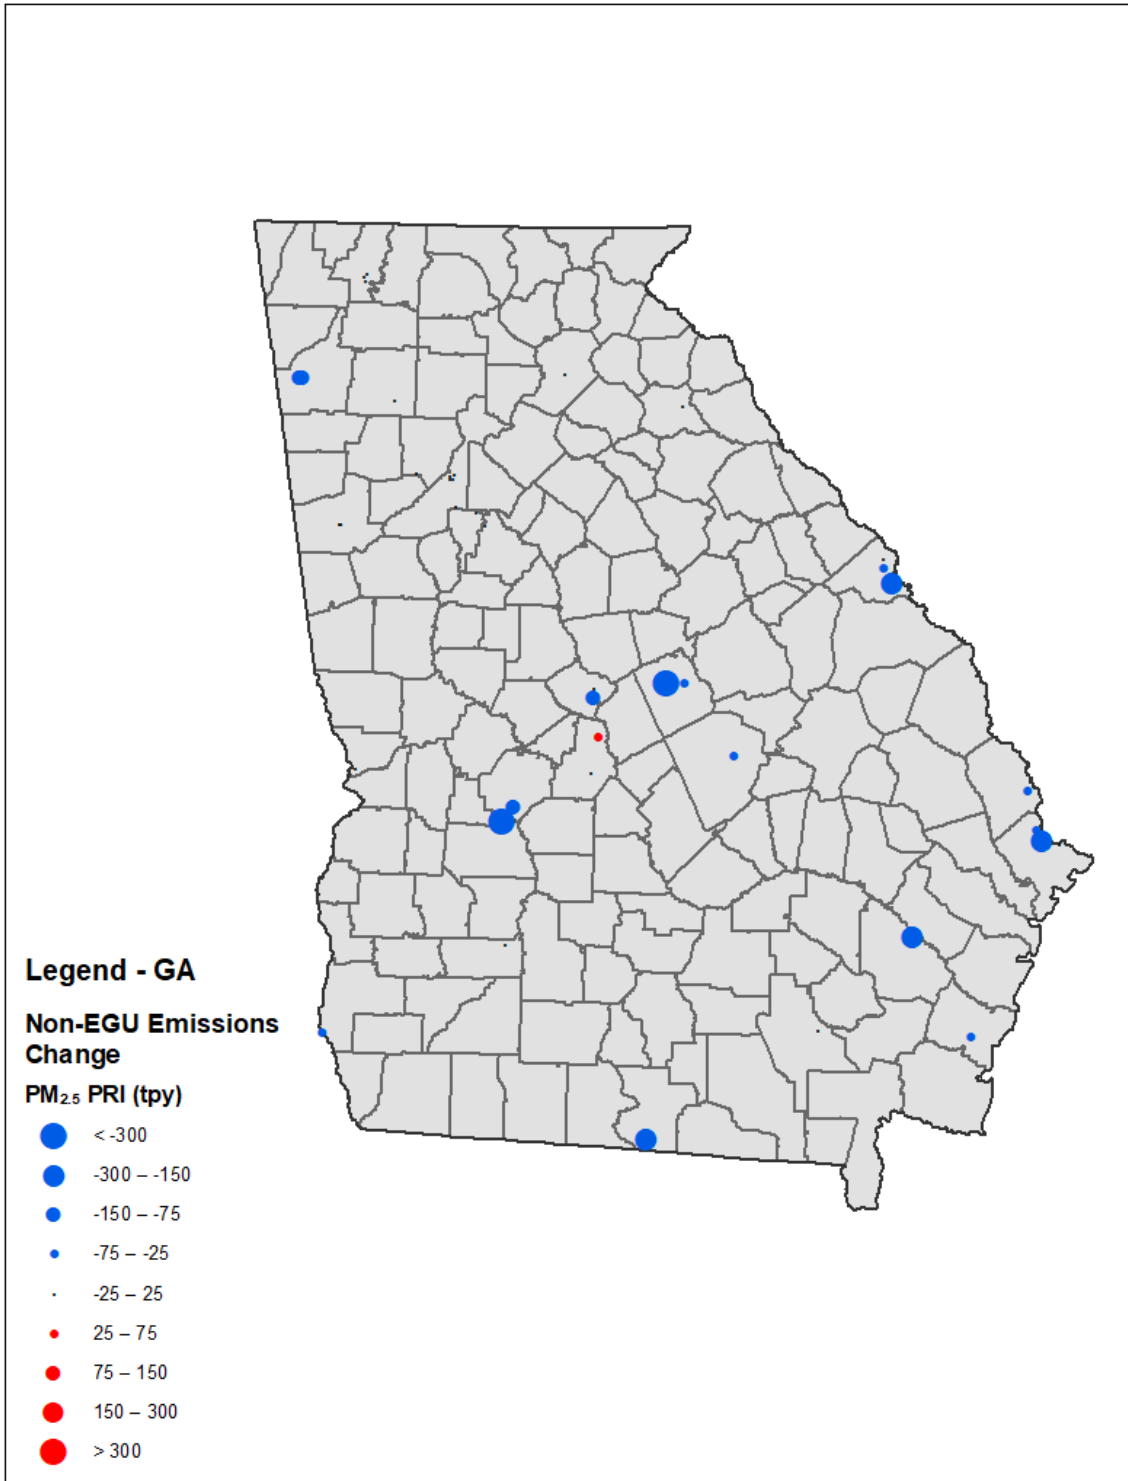 Legend - GA
Non-EGU Emissions
Change
PM2.5 PRI (tpy)
< -300
-300 – -150
-150 – -75
-75 – -25
-25 – 25
25 – 75
75 – 150
150 – 300
> 300